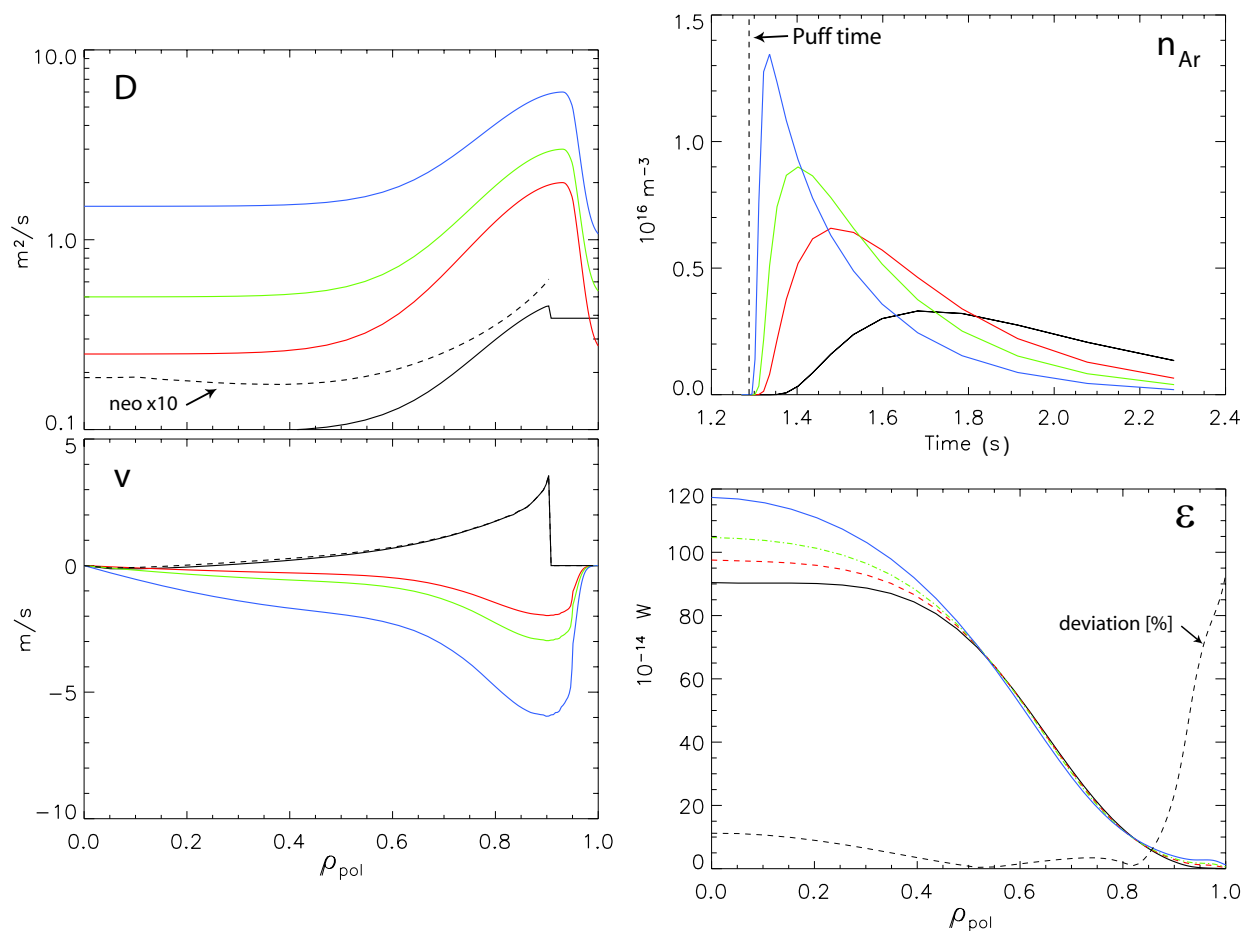 10.0
D
m²/s
1.0
neo x10
0.1
5
v
0
m/s
−5
−10
0.0 0.2 0.4 0.6 0.8 1.0
ρpol
1.5
Puff time
nAr
1.0
10¹⁶ m⁻³
0.5
0.0
1.2 1.4 1.6 1.8 2.0 2.2 2.4
Time (s)
120
ε
100
80
deviation [%]
10⁻¹⁴ W
60
40
20
10
0
0.0 0.2 0.4 0.6 0.8 1.0
ρpol